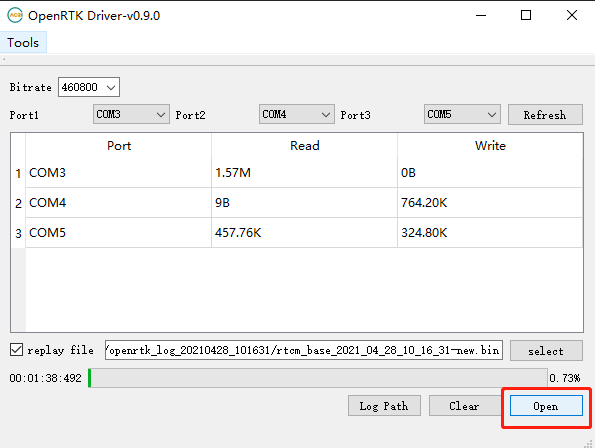 OpenRTK Driver-v0.9.0
Tools
Bitrate 460800
Port1 COM3 Port2 COM4 Port3 COM5 Refresh
Port Read Write
1 COM3 1.57M 0B
2 COM4 9B 764.20K
3 COM5 457.76K 324.80K
replay file /openrtk_log_20210428_101631/rtcm_base_2021_04_28_10_16_31-new.bin select
00:01:38:492 0.73%
Log Path Clear Open